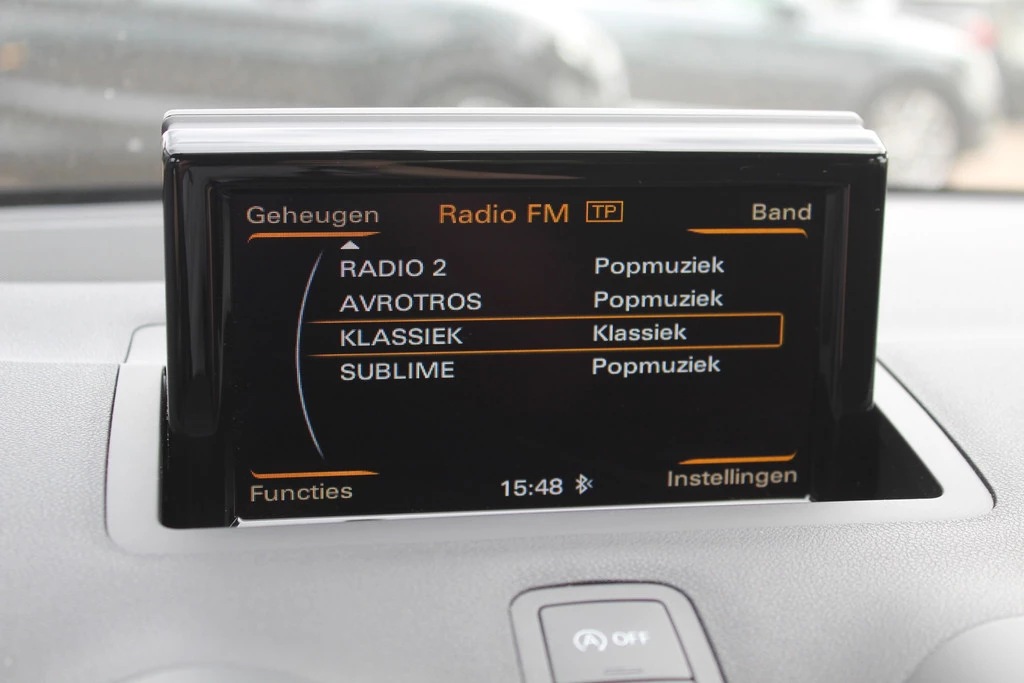 Geheugen Radio FM TP Band
RADIO 2 Popmuziek
AVROTROS Popmuziek
KLASSIEK Klassiek
SUBLIME Popmuziek
Functies 15:48 Instellingen
A OFF